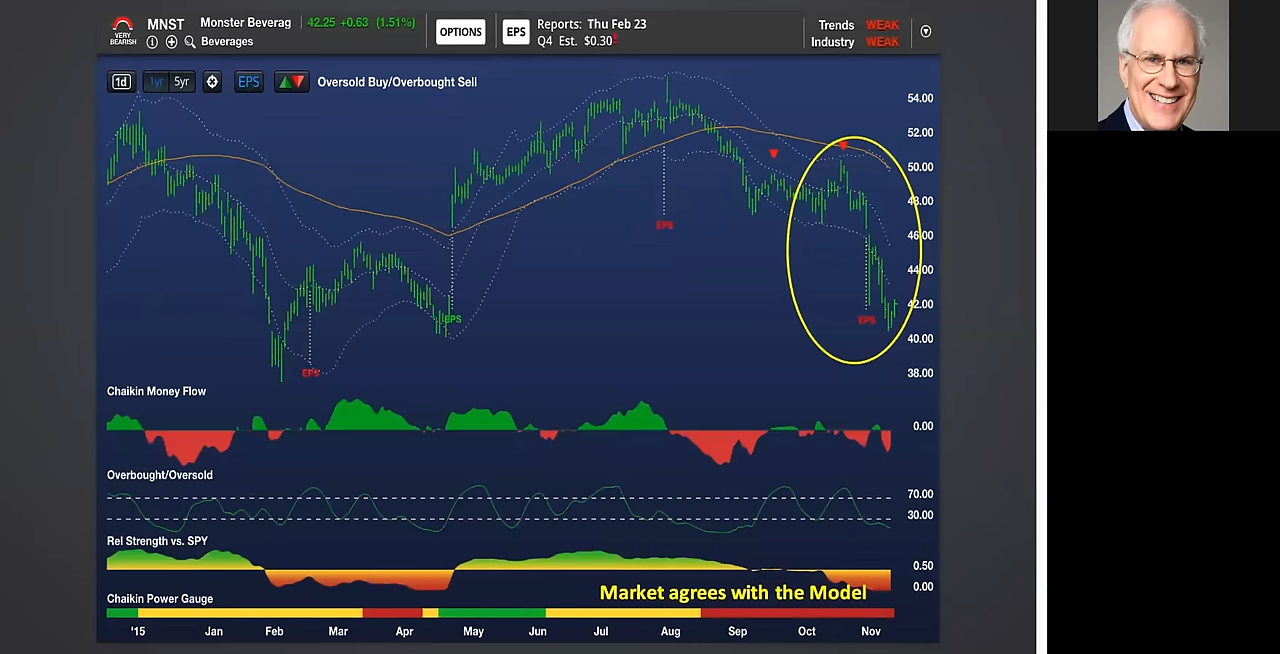 VERY
BEARISH
MNST Monster Beverag 42.25 +0.63 (1.51%)
Beverages
OPTIONS
EPS
Reports: Thu Feb 23
Q4 Est. $0.30
Trends WEAK
Industry WEAK
1d 1yr 5yr EPS Oversold Buy/Overbought Sell
54.00
52.00
50.00
48.00
46.00
44.00
42.00
40.00
38.00
EPS
EPS
EPS
EPS
Chaikin Money Flow
0.00
Overbought/Oversold
70.00
30.00
Rel Strength vs. SPY
0.50
0.00
Market agrees with the Model
Chaikin Power Gauge
'15 Jan Feb Mar Apr May Jun Jul Aug Sep Oct Nov